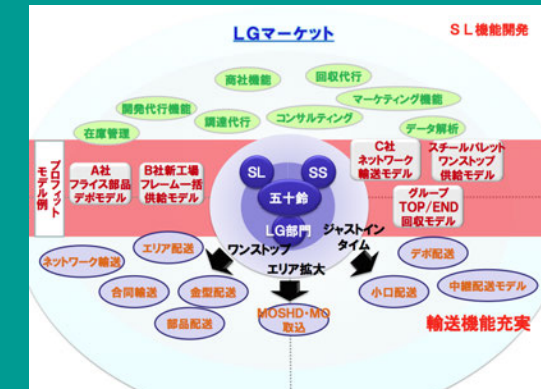 LGマーケット
SL機能開発
商社機能
回収代行
開発代行機能
調達代行
コンサルティング
マーケティング機能
在庫管理
データ解析
プロフィット
モデル例
A社
フライス部品
デポモデル
B社新工場
フレーム一括
供給モデル
SL
SS
五十鈴
LG部門
C社
ネットワーク
輸送モデル
スチールパレット
ワンストップ
供給モデル
グループ
TOP/END
回収モデル
ワンストップ
エリア拡大
ジャストイン
タイム
ネットワーク輸送
エリア配送
合同輸送
金型配送
部品配送
MOSHD・MO
取込
デポ配送
小口配送
中継配送モデル
輸送機能充実